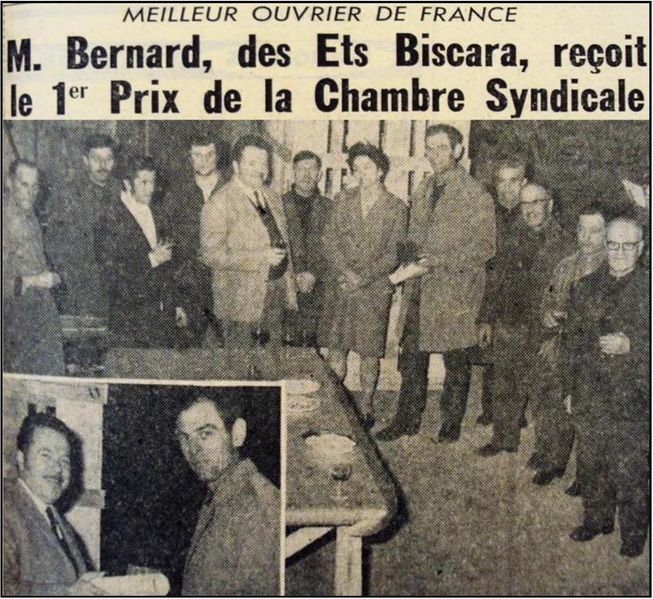 MEILLEUR OUVRIER DE FRANCE
M. Bernard, des Ets Biscara, reçoit
le 1er Prix de la Chambre Syndicale